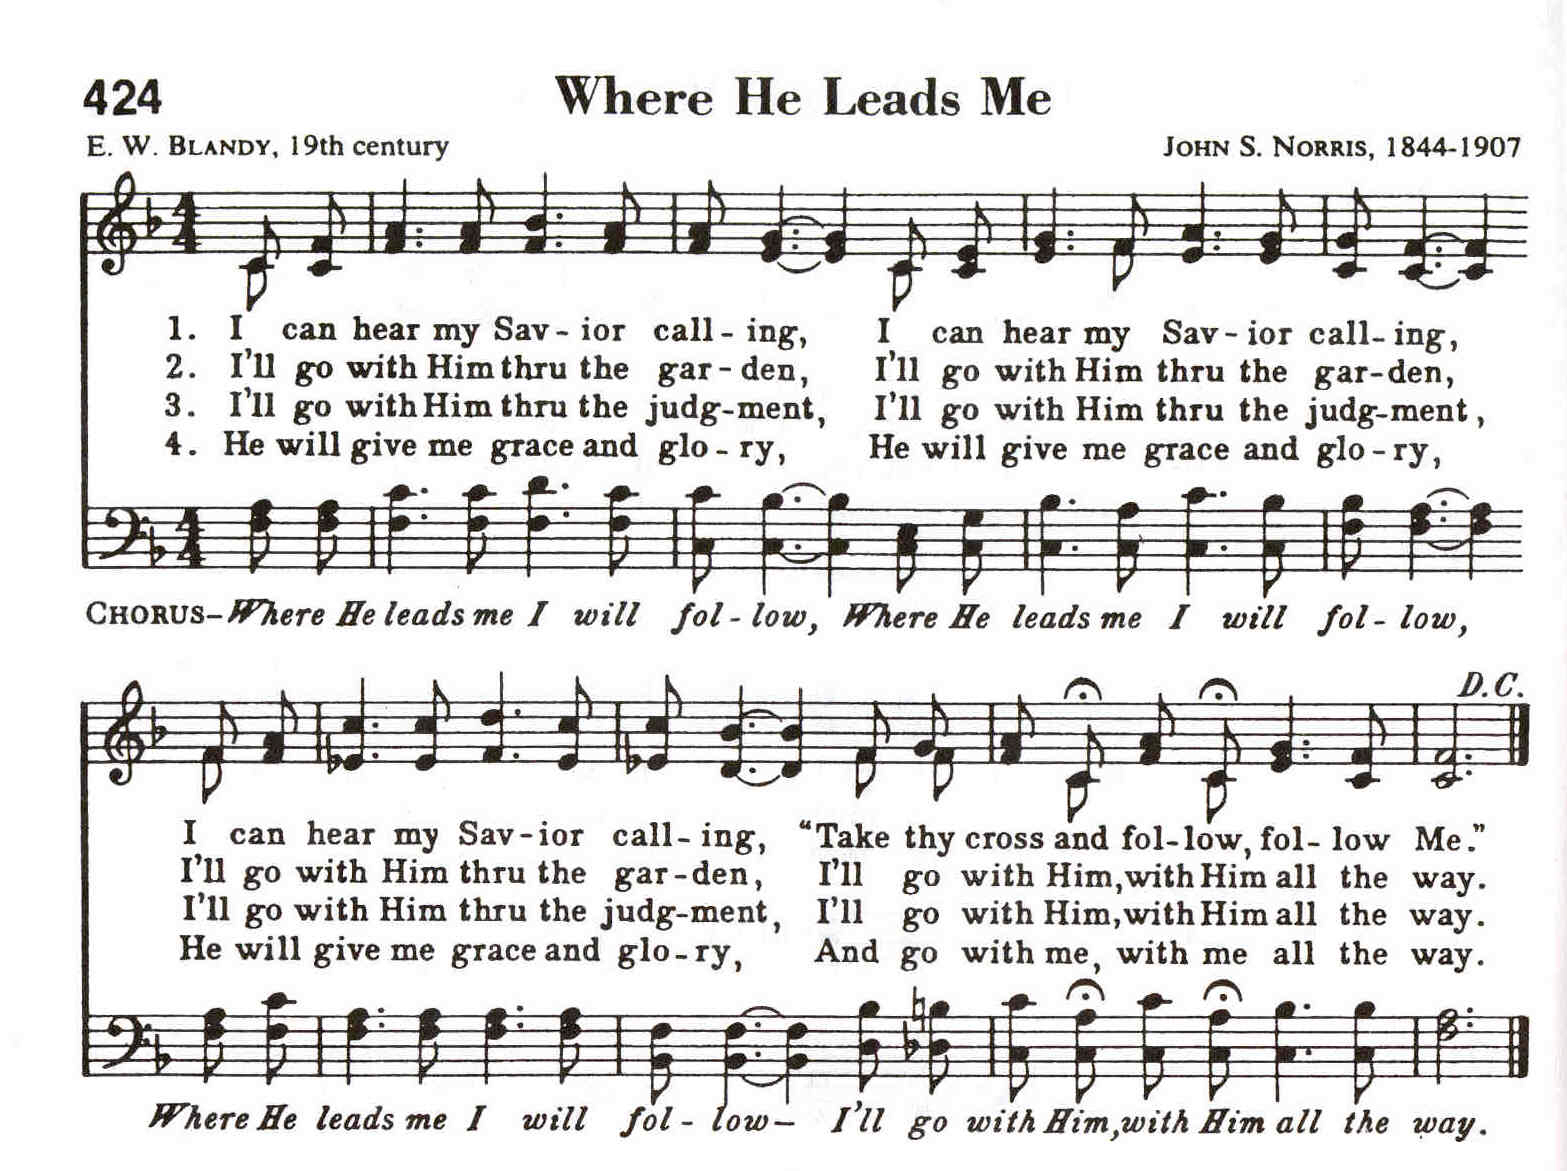 424 Where He Leads Me
E. W. BLANDY, 19th century JOHN S. NORRIS, 1844-1907
1. I can hear my Sav-ior call-ing, I can hear my Sav-ior call-ing,
2. I'll go with Him thru the gar-den, I'll go with Him thru the gar-den,
3. I'll go with Him thru the judg-ment, I'll go with Him thru the judg-ment,
4. He will give me grace and glo-ry, He will give me grace and glo-ry,
CHORUS-Where He leads me I will fol-low, Where He leads me I will fol-low,
D.C.
I can hear my Sav-ior call-ing, “Take thy cross and fol-low, fol-low Me.”
I'll go with Him thru the gar-den, I'll go with Him, with Him all the way.
I'll go with Him thru the judg-ment, I'll go with Him, with Him all the way.
He will give me grace and glo-ry, And go with me, with me all the way.
Where He leads me I will fol-low— I'll go with Him, with Him all the way.